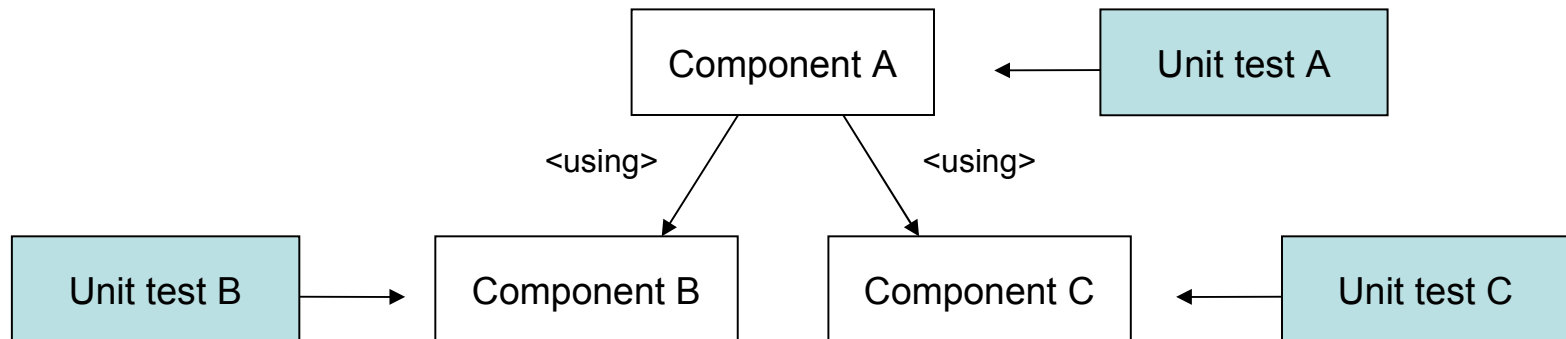 Component A
Unit test A
<using>
<using>
Unit test B
Component B
Component C
Unit test C